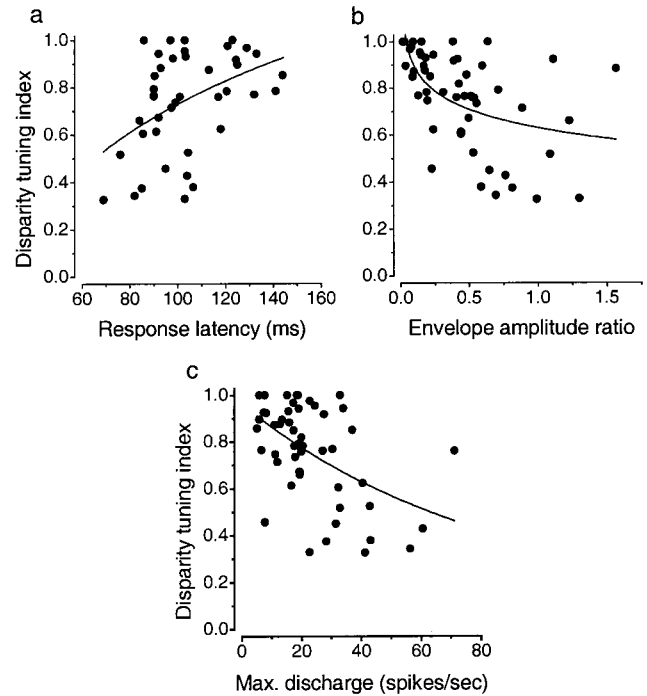 a
Disparity tuning index
1.0
0.8
0.6
0.4
0.2
0.0
60 80 100 120 140 160
Response latency (ms)
b
1.0
0.8
0.6
0.4
0.2
0.0
0.0 0.5 1.0 1.5
Envelope amplitude ratio
c
Disparity tuning index
1.0
0.8
0.6
0.4
0.2
0.0
0 20 40 60 80
Max. discharge (spikes/sec)